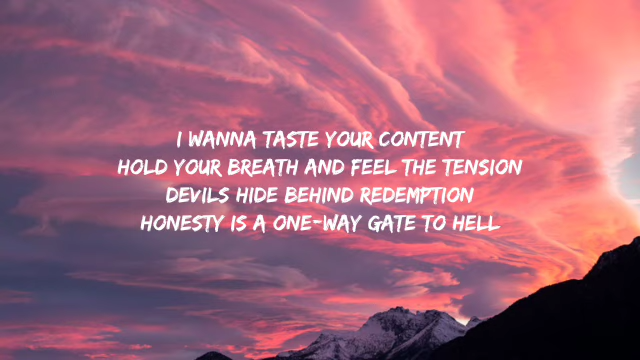 I WANNA TASTE YOUR CONTENT
HOLD YOUR BREATH AND FEEL THE TENSION
DEVILS HIDE BEHIND REDEMPTION
HONESTY IS A ONE-WAY GATE TO HELL